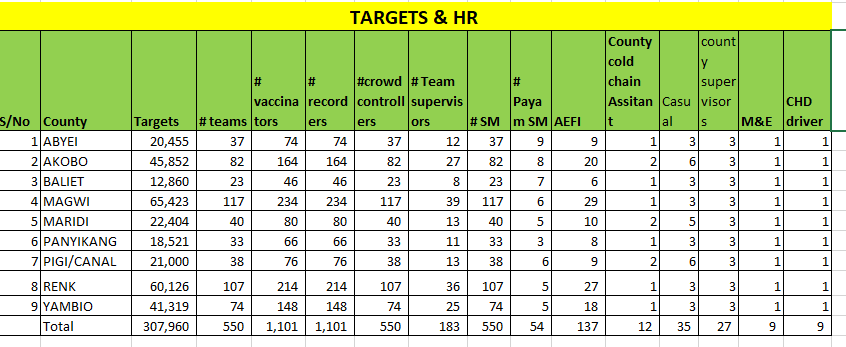 TARGETS & HR
S/No County Targets # teams # vaccinators # recorders #crowd controllers # Team supervisors # SM # Payam SM AEFI County cold chain Assitant Casual county supervisors M&E CHD driver
1 ABYEI 20,455 37 74 74 37 12 37 9 9 1 3 3 1 1
2 AKOBO 45,852 82 164 164 82 27 82 8 20 2 6 3 1 1
3 BALIET 12,860 23 46 46 23 8 23 7 6 1 3 3 1 1
4 MAGWI 65,423 117 234 234 117 39 117 6 29 1 3 3 1 1
5 MARIDI 22,404 40 80 80 40 13 40 5 10 2 5 3 1 1
6 PANYIKANG 18,521 33 66 66 33 11 33 3 8 1 3 3 1 1
7 PIGI/CANAL 21,000 38 76 76 38 13 38 6 9 2 6 3 1 1
8 RENK 60,126 107 214 214 107 36 107 5 27 1 3 3 1 1
9 YAMBIO 41,319 74 148 148 74 25 74 5 18 1 3 3 1 1
Total 307,960 550 1,101 1,101 550 183 550 54 137 12 35 27 9 9